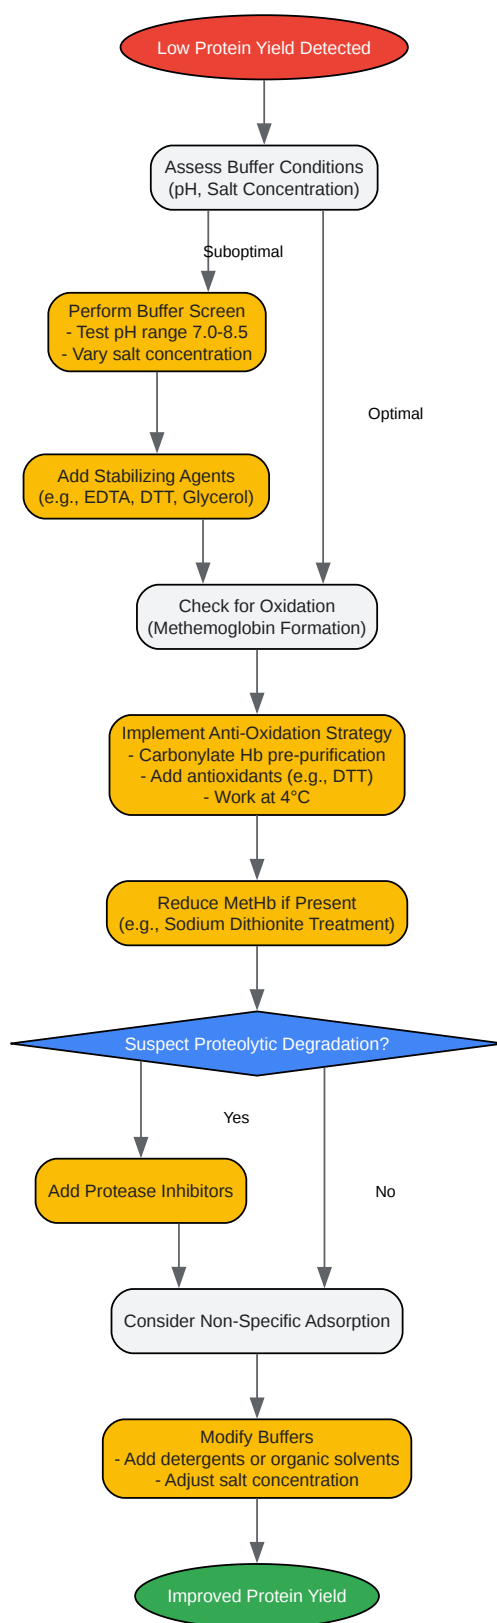 Low Protein Yield Detected
Assess Buffer Conditions
(pH, Salt Concentration)
Suboptimal
Perform Buffer Screen
- Test pH range 7.0-8.5
- Vary salt concentration
Optimal
Add Stabilizing Agents
(e.g., EDTA, DTT, Glycerol)
Check for Oxidation
(Methemoglobin Formation)
Implement Anti-Oxidation Strategy
- Carbonylate Hb pre-purification
- Add antioxidants (e.g., DTT)
- Work at 4°C
Reduce MetHb if Present
(e.g., Sodium Dithionite Treatment)
Suspect Proteolytic Degradation?
Yes
Add Protease Inhibitors
No
Consider Non-Specific Adsorption
Modify Buffers
- Add detergents or organic solvents
- Adjust salt concentration
Improved Protein Yield